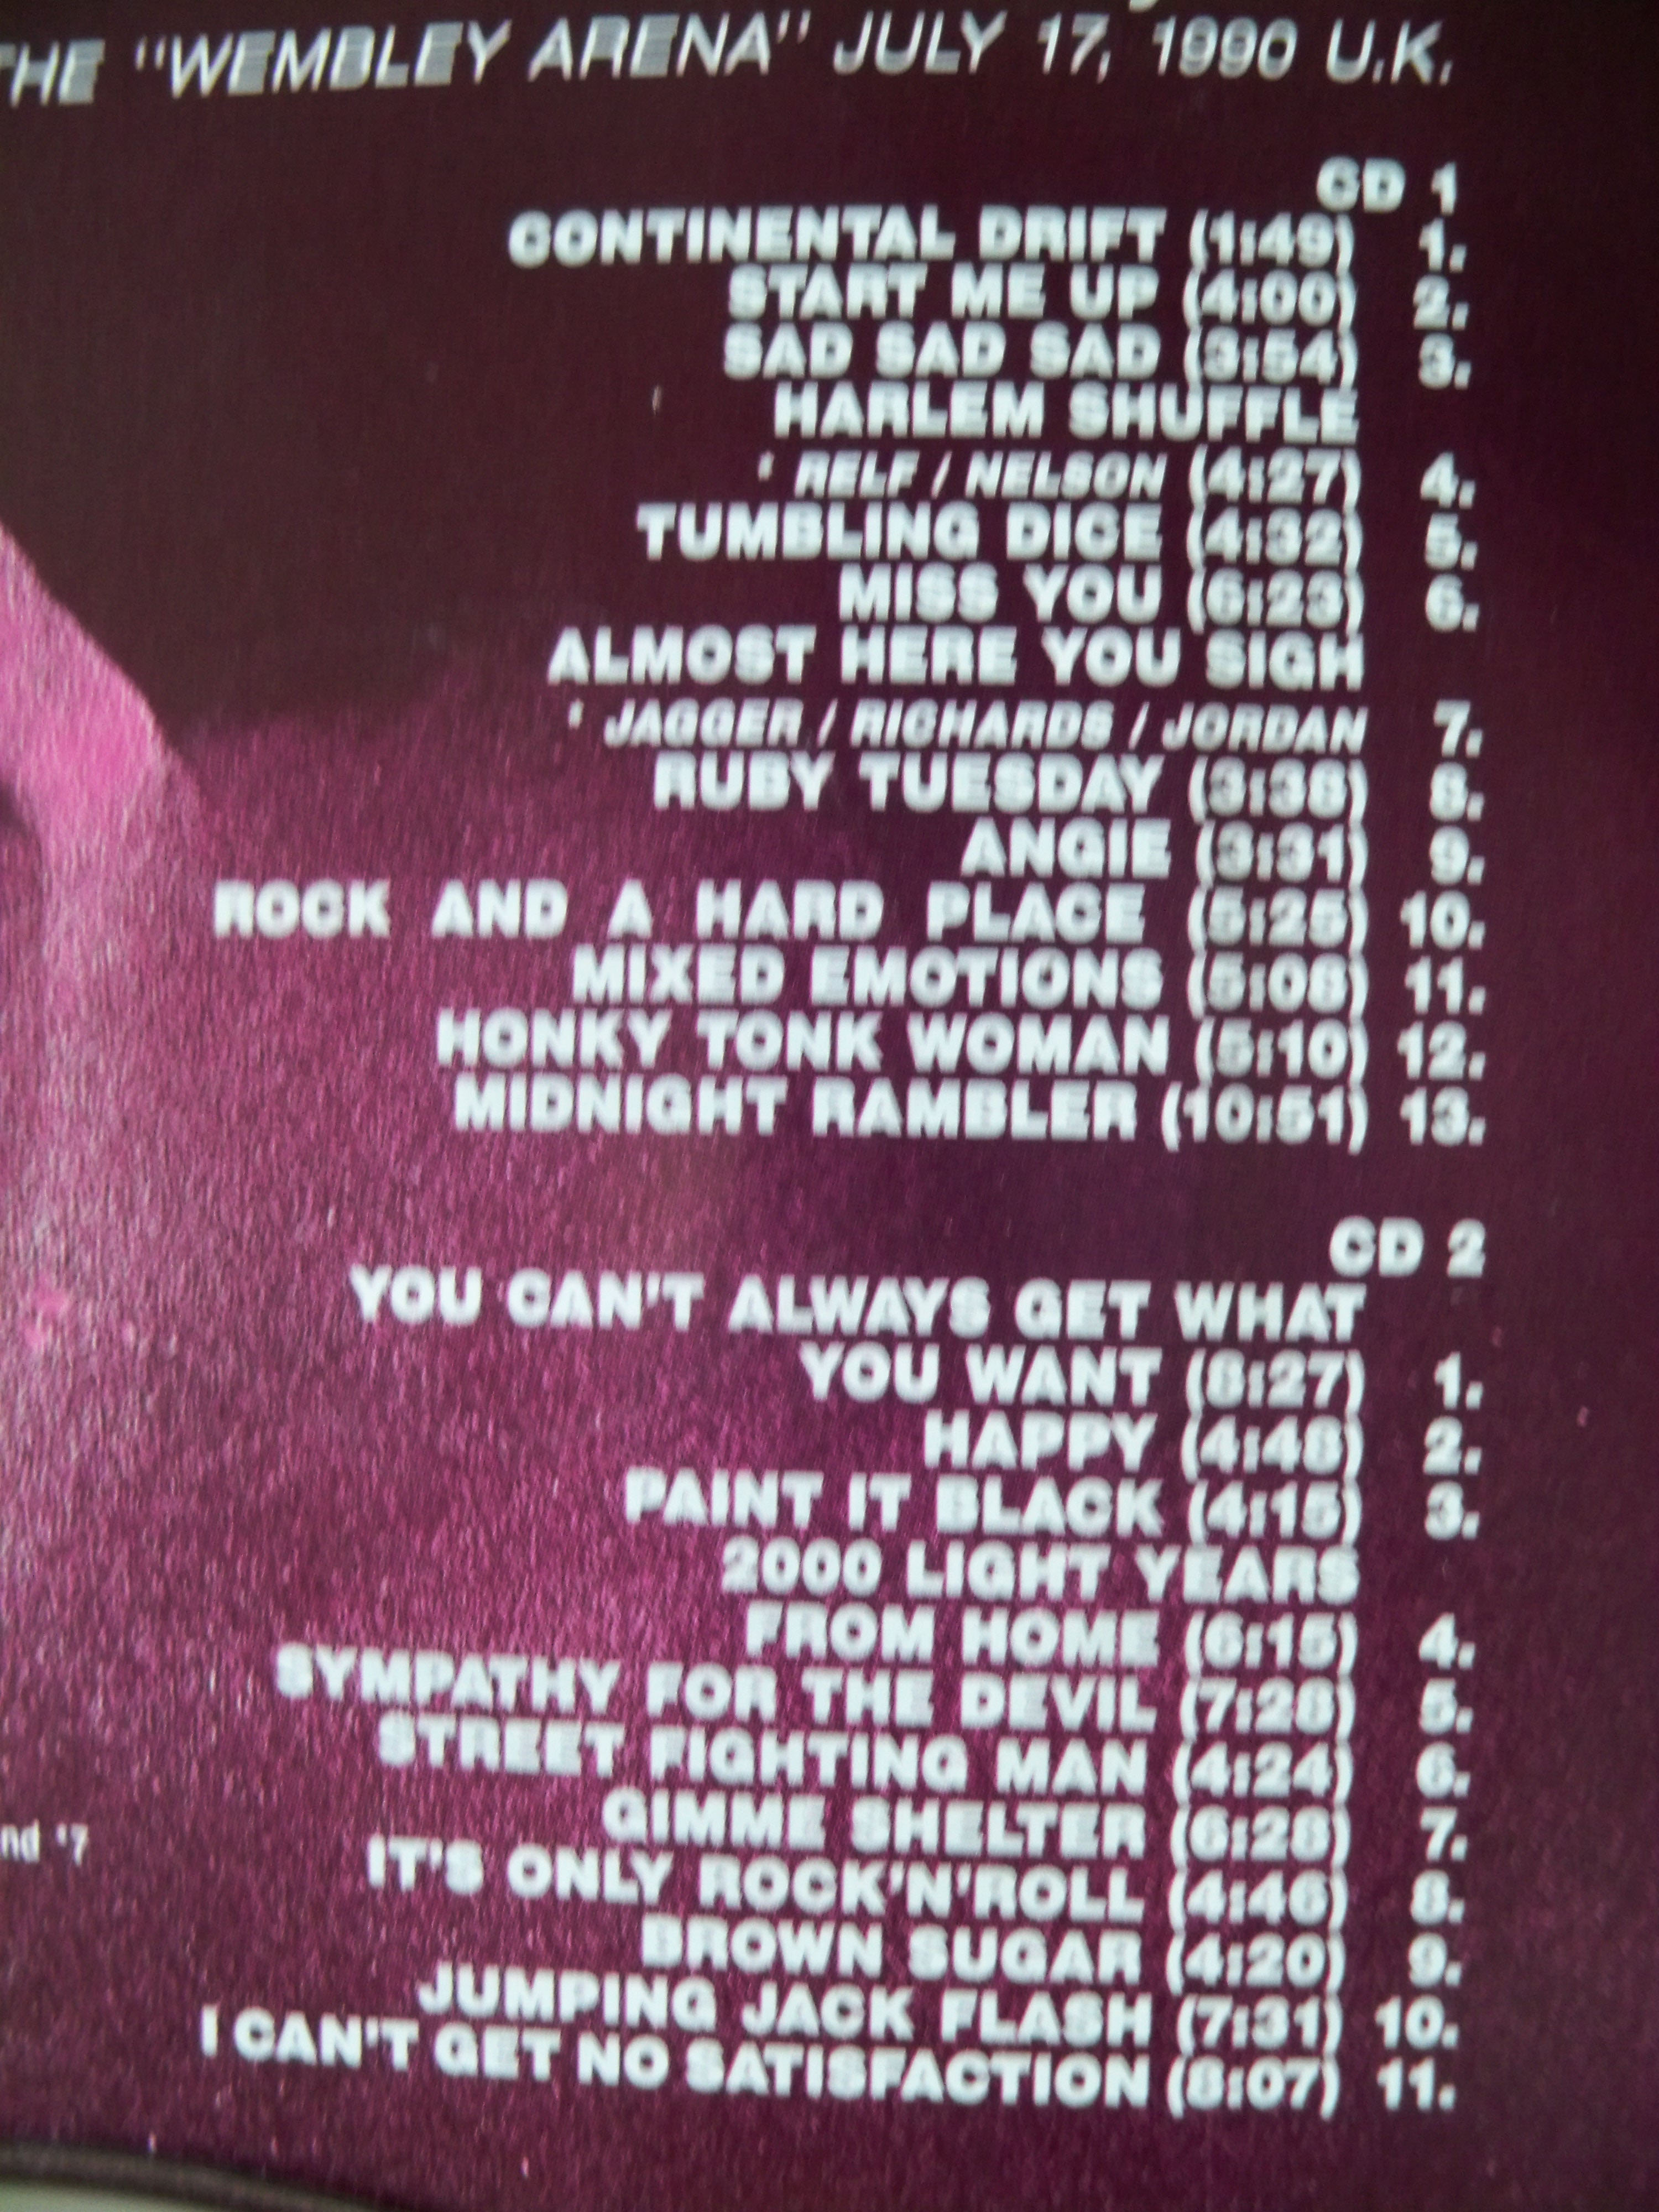 THE "WEMBLEY ARENA" JULY 17, 1990 U.K.
CD 1
CONTINENTAL DRIFT (1:49) 1.
START ME UP (4:00) 2.
SAD SAD SAD (3:54) 3.
HARLEM SHUFFLE
* RELF / NELSON (4:27) 4.
TUMBLING DICE (4:32) 5.
MISS YOU (6:23) 6.
ALMOST HERE YOU SIGH
* JAGGER / RICHARDS / JORDAN 7.
RUBY TUESDAY (3:38) 8.
ANGIE (3:31) 9.
ROCK AND A HARD PLACE (5:25) 10.
MIXED EMOTIONS (5:08) 11.
HONKY TONK WOMAN (5:10) 12.
MIDNIGHT RAMBLER (10:51) 13.
CD 2
YOU CAN'T ALWAYS GET WHAT
YOU WANT (8:27) 1.
HAPPY (4:48) 2.
PAINT IT BLACK (4:15) 3.
2000 LIGHT YEARS
FROM HOME (6:15) 4.
SYMPATHY FOR THE DEVIL (7:28) 5.
STREET FIGHTING MAN (4:24) 6.
GIMME SHELTER (6:28) 7.
nd '7
IT'S ONLY ROCK'N'ROLL (4:46) 8.
BROWN SUGAR (4:20) 9.
JUMPING JACK FLASH (7:31) 10.
I CAN'T GET NO SATISFACTION (8:07) 11.